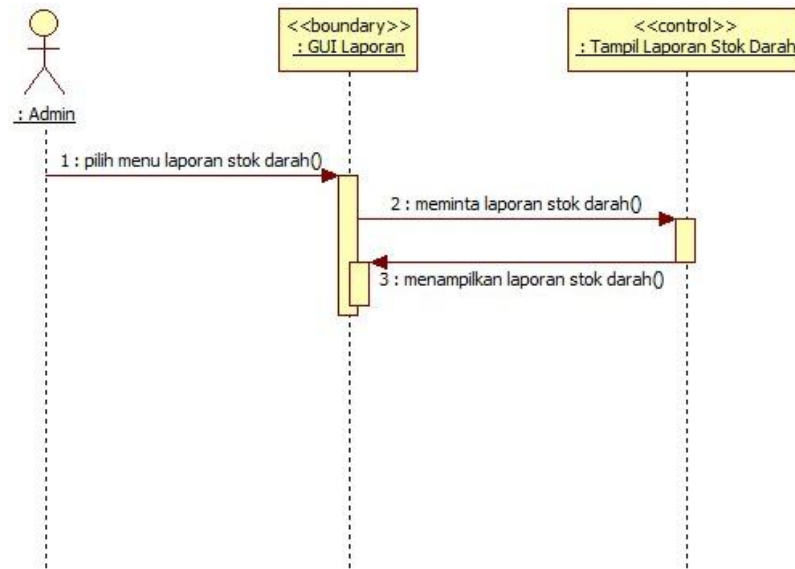 <<boundary>>
: GUI Laporan
<<control>>
: Tampil Laporan Stok Darah
: Admin
1 : pilih menu laporan stok darah()
2 : meminta laporan stok darah()
3 : menampilkan laporan stok darah()